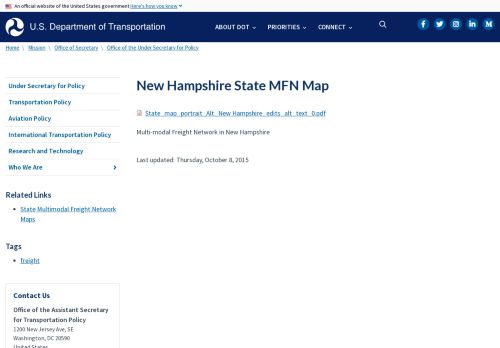 An official website of the United States government Here's how you know
U.S. Department of Transportation
ABOUT DOT
PRIORITIES
CONNECT
Home \ Mission \ Office of Secretary \ Office of the Under Secretary for Policy
Under Secretary for Policy
Transportation Policy
Aviation Policy
International Transportation Policy
Research and Technology
Who We Are
Related Links
State Multimodal Freight Network
Maps
Tags
freight
Contact Us
Office of the Assistant Secretary
for Transportation Policy
1200 New Jersey Ave, SE
Washington, DC 20590
United States
New Hampshire State MFN Map
State_map_portrait_Alt_New Hampshire_edits_alt_text_0.pdf
Multi-modal Freight Network in New Hampshire
Last updated: Thursday, October 8, 2015